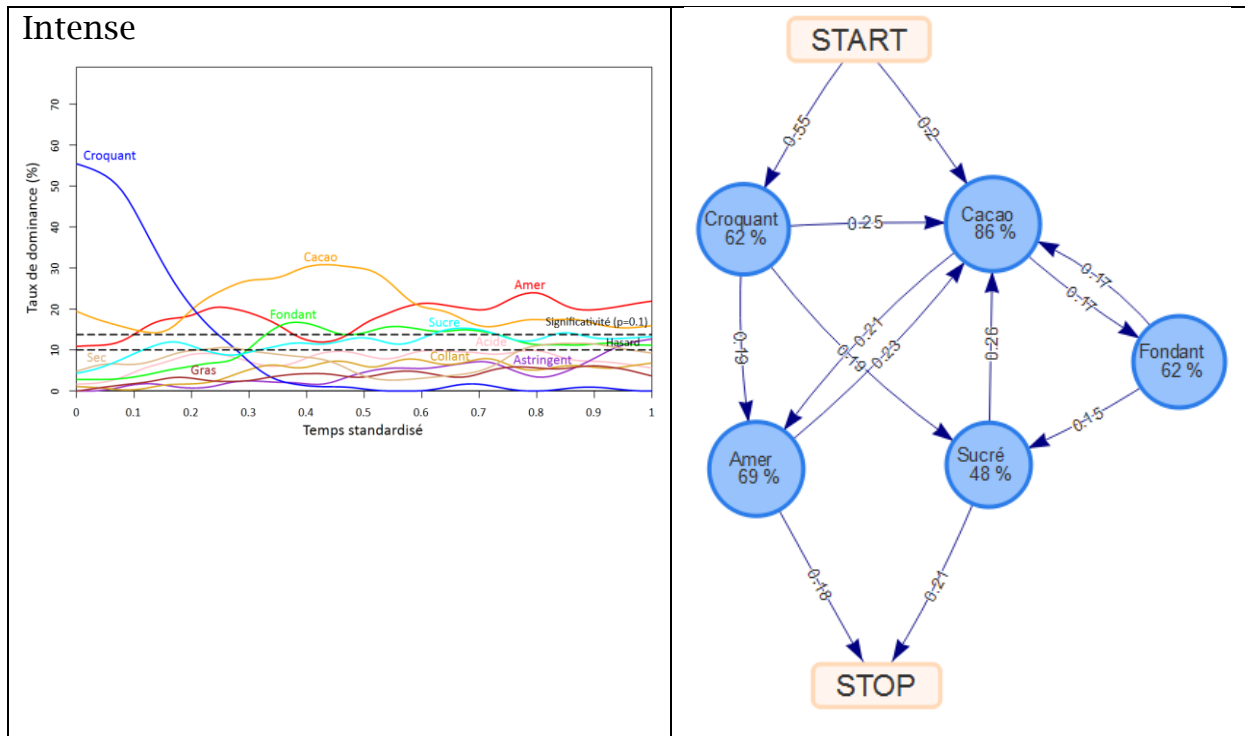 Intense
Taux de dominance (%)
70
60
50
40
30
20
10
0
Croquant
Cacao
Amer
Fondant
Sucre
Significativité (p=0.1)
Acide
Hasard
Sec
Collant
Astringent
Gras
0
0.1
0.2
0.3
0.4
0.5
0.6
0.7
0.8
0.9
1
Temps standardisé
START
0.55
0.2
Croquant
62 %
0.25
Cacao
86 %
0.17
0.17
0.19
0.21
0.19
0.23
0.26
Fondant
62 %
0.15
Amer
69 %
Sucré
48 %
0.18
0.21
STOP